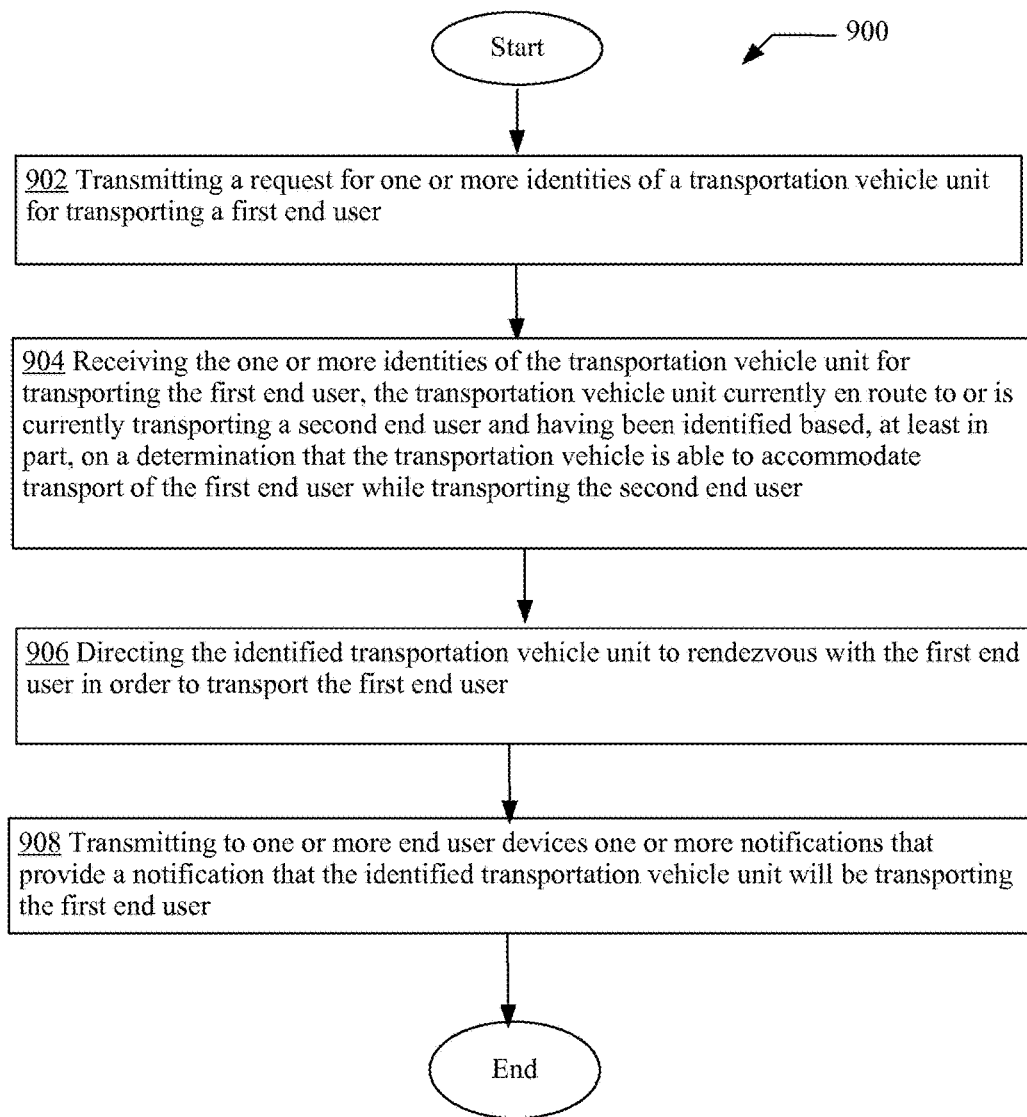 Start
900
902 Transmitting a request for one or more identities of a transportation vehicle unit
for transporting a first end user
904 Receiving the one or more identities of the transportation vehicle unit for
transporting the first end user, the transportation vehicle unit currently en route to or is
currently transporting a second end user and having been identified based, at least in
part, on a determination that the transportation vehicle is able to accommodate
transport of the first end user while transporting the second end user
906 Directing the identified transportation vehicle unit to rendezvous with the first end
user in order to transport the first end user
908 Transmitting to one or more end user devices one or more notifications that
provide a notification that the identified transportation vehicle unit will be transporting
the first end user
End